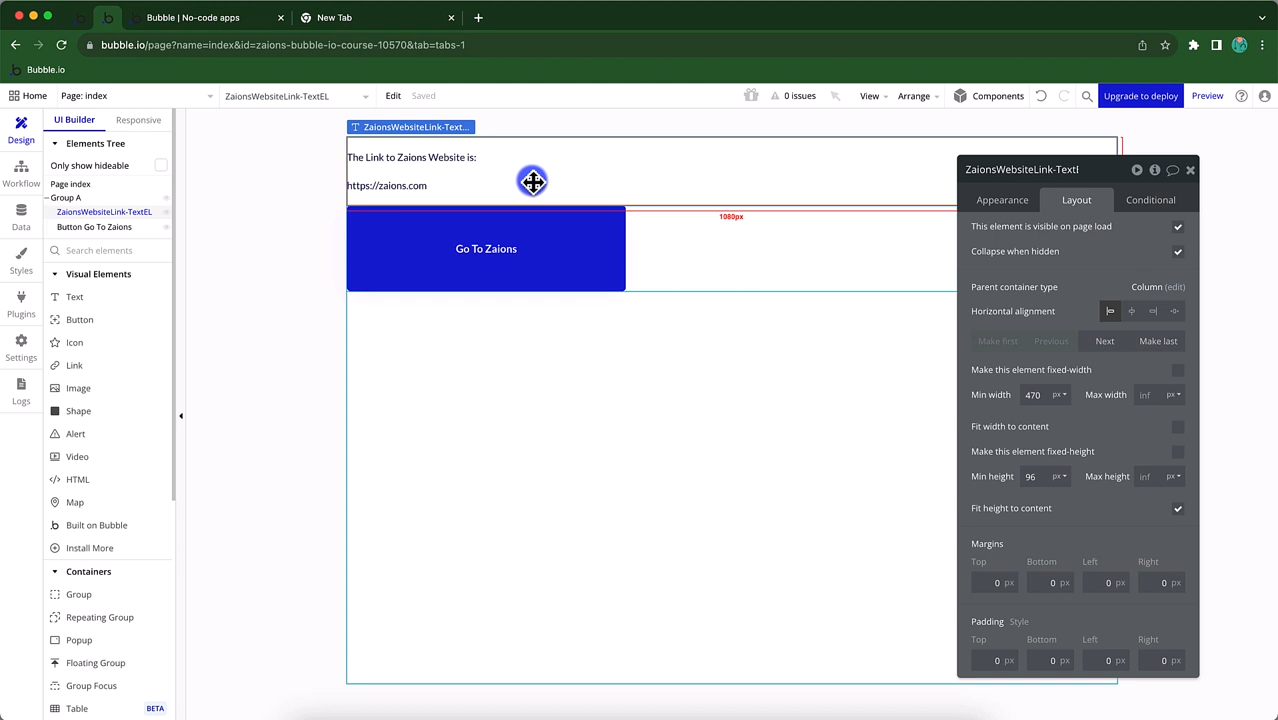 Bubble | No-code apps
New Tab
bubble.io/page?name=index&id=zaions-bubble-io-course-10570&tab=tabs-1
Bubble.io
Home
Page: index
ZaionsWebsiteLink-TextEL
Edit
Saved
0 issues
View
Arrange
Components
Upgrade to deploy
Preview
Design
Workflow
Data
Styles
Plugins
Settings
Logs
UI Builder
Responsive
Elements Tree
Only show hideable
Page index
Group A
ZaionsWebsiteLink-TextEL
Button Go To Zaions
Search elements
Visual Elements
Text
Button
Icon
Link
Image
Shape
Alert
Video
HTML
Map
Built on Bubble
Install More
Containers
Group
Repeating Group
Popup
Floating Group
Group Focus
Table
BETA
ZaionsWebsiteLink-Text...
The Link to Zaions Website is:
https://zaions.com
1080px
Go To Zaions
ZaionsWebsiteLink-TextI
Appearance
Layout
Conditional
This element is visible on page load
Collapse when hidden
Parent container type
Column (edit)
Horizontal alignment
Make first
Previous
Next
Make last
Make this element fixed-width
Min width
470
px
Max width
inf
px
Fit width to content
Make this element fixed-height
Min height
96
px
Max height
inf
px
Fit height to content
Margins
Top
Bottom
Left
Right
0 px
0 px
0 px
0 px
Padding
Style
Top
Bottom
Left
Right
0 px
0 px
0 px
0 px